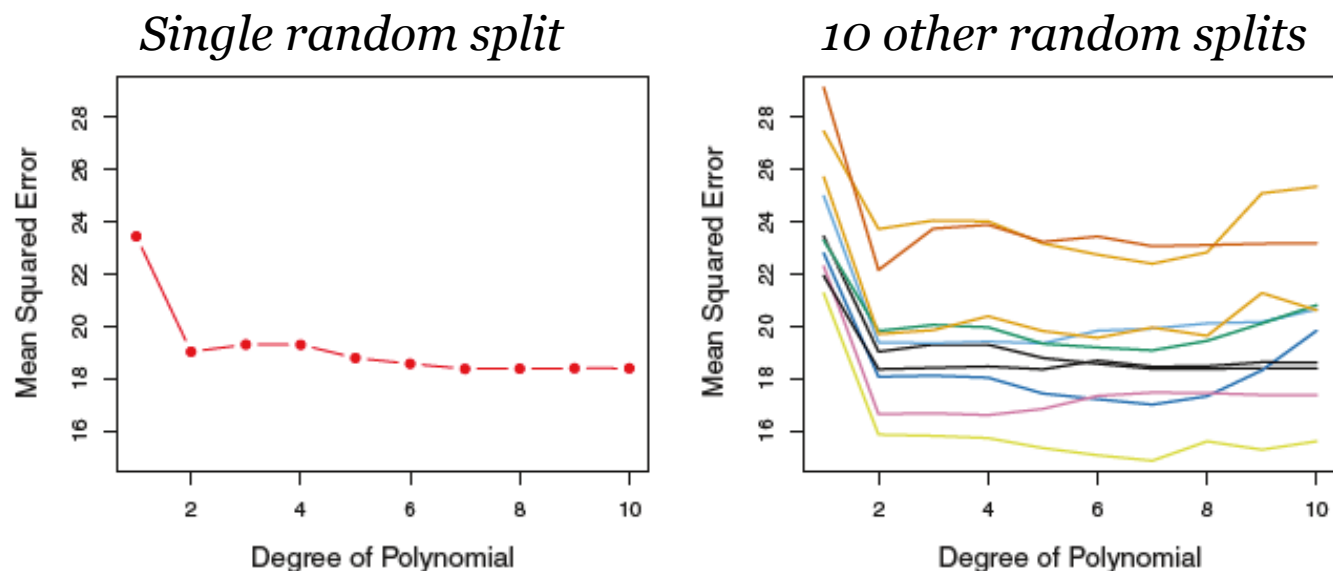 Single random split
Mean Squared Error
28
26
24
22
20
18
16
2 4 6 8 10
Degree of Polynomial
10 other random splits
Mean Squared Error
28
26
24
22
20
18
16
2 4 6 8 10
Degree of Polynomial